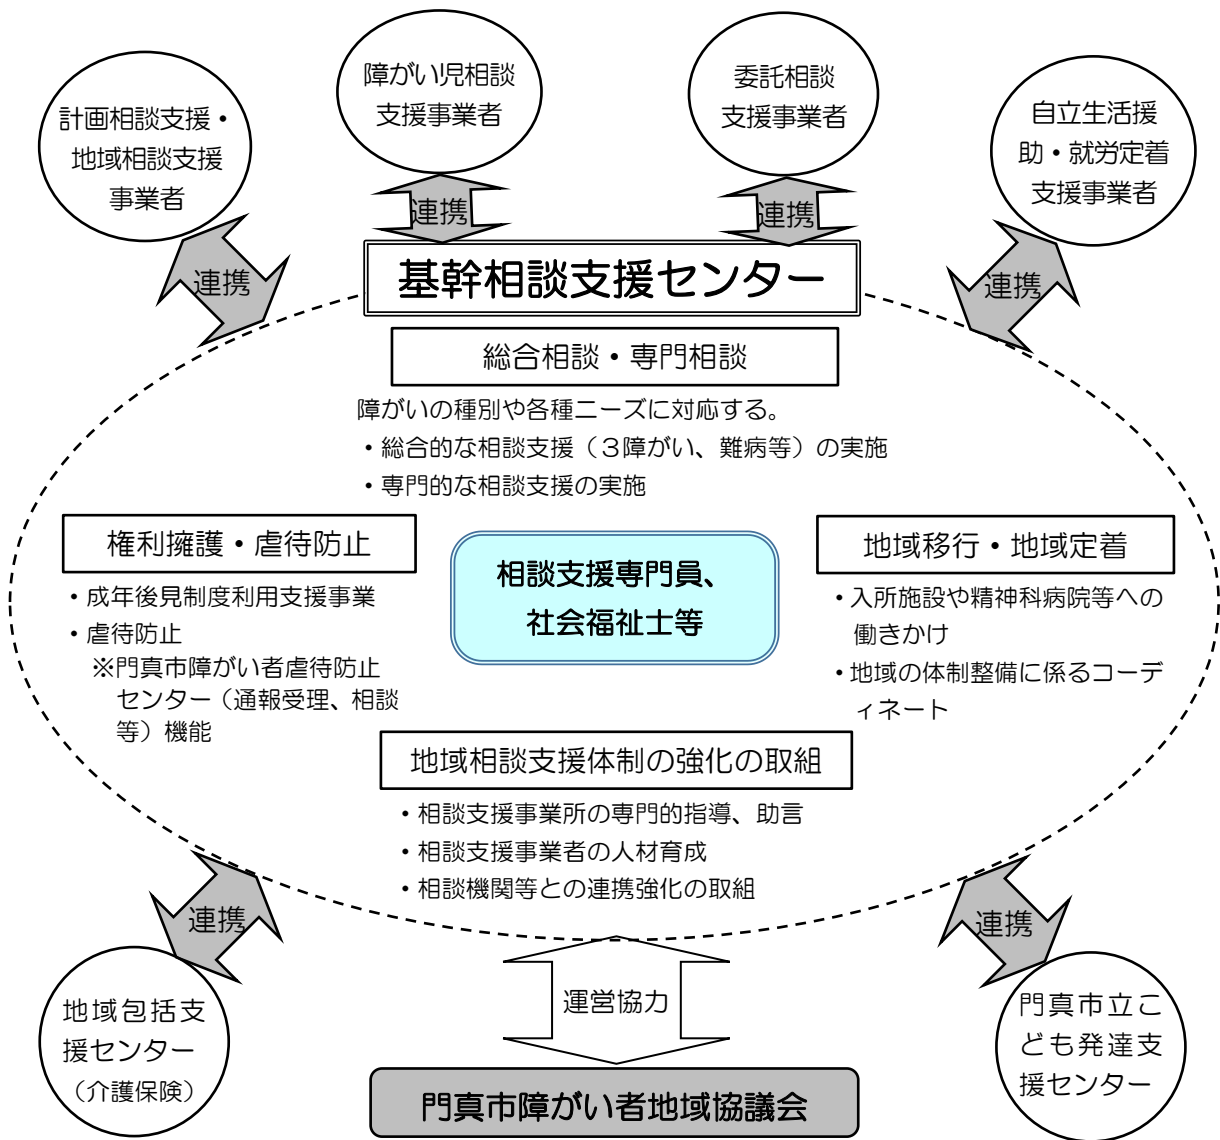 障がい児相談
支援事業者
委託相談
支援事業者
計画相談支援・
地域相談支援
事業者
自立生活援
助・就労定着
支援事業者
連携
連携
連携
連携
基幹相談支援センター
総合相談・専門相談
障がいの種別や各種ニーズに対応する。
・総合的な相談支援（３障がい、難病等）の実施
・専門的な相談支援の実施
権利擁護・虐待防止
・成年後見制度利用支援事業
・虐待防止
※門真市障がい者虐待防止
センター（通報受理、相談
等）機能
相談支援専門員、
社会福祉士等
地域移行・地域定着
・入所施設や精神科病院等への
働きかけ
・地域の体制整備に係るコーデ
ィネート
地域相談支援体制の強化の取組
・相談支援事業所の専門的指導、助言
・相談支援事業者の人材育成
・相談機関等との連携強化の取組
連携
連携
運営協力
地域包括支
援センター
（介護保険）
門真市立こ
ども発達支
援センター
門真市障がい者地域協議会